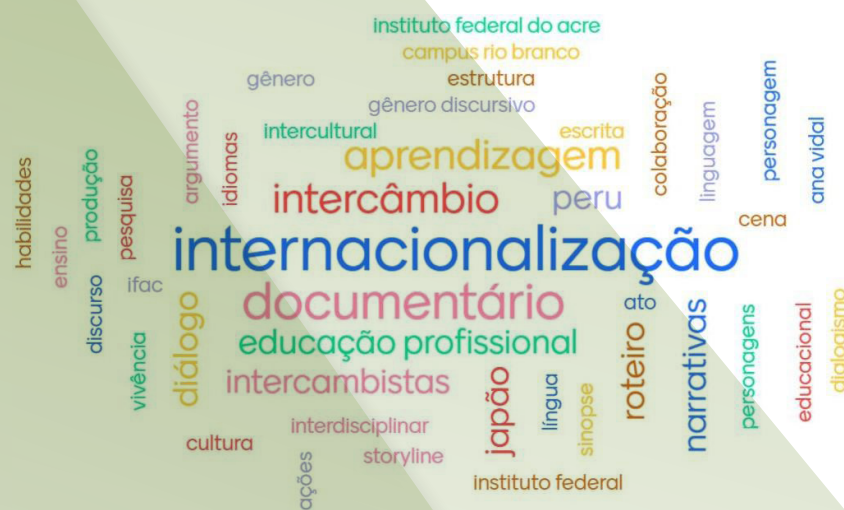 instituto federal do acre
campus rio branco
gênero
estrutura
gênero discursivo
intercultural
escrita
argumento
idiomas
aprendizagem
colaboração
linguagem
personagem
ana vidal
habilidades
ensino
produção
pesquisa
intercâmbio
peru
cena
internacionalização
discurso
ifac
diálogo
documentário
ato
vivência
educação profissional
roteiro
narrativas
personagens
educacional
dialogismo
intercambistas
japão
língua
sinopse
interdisciplinar
cultura
storyline
ações
instituto federal